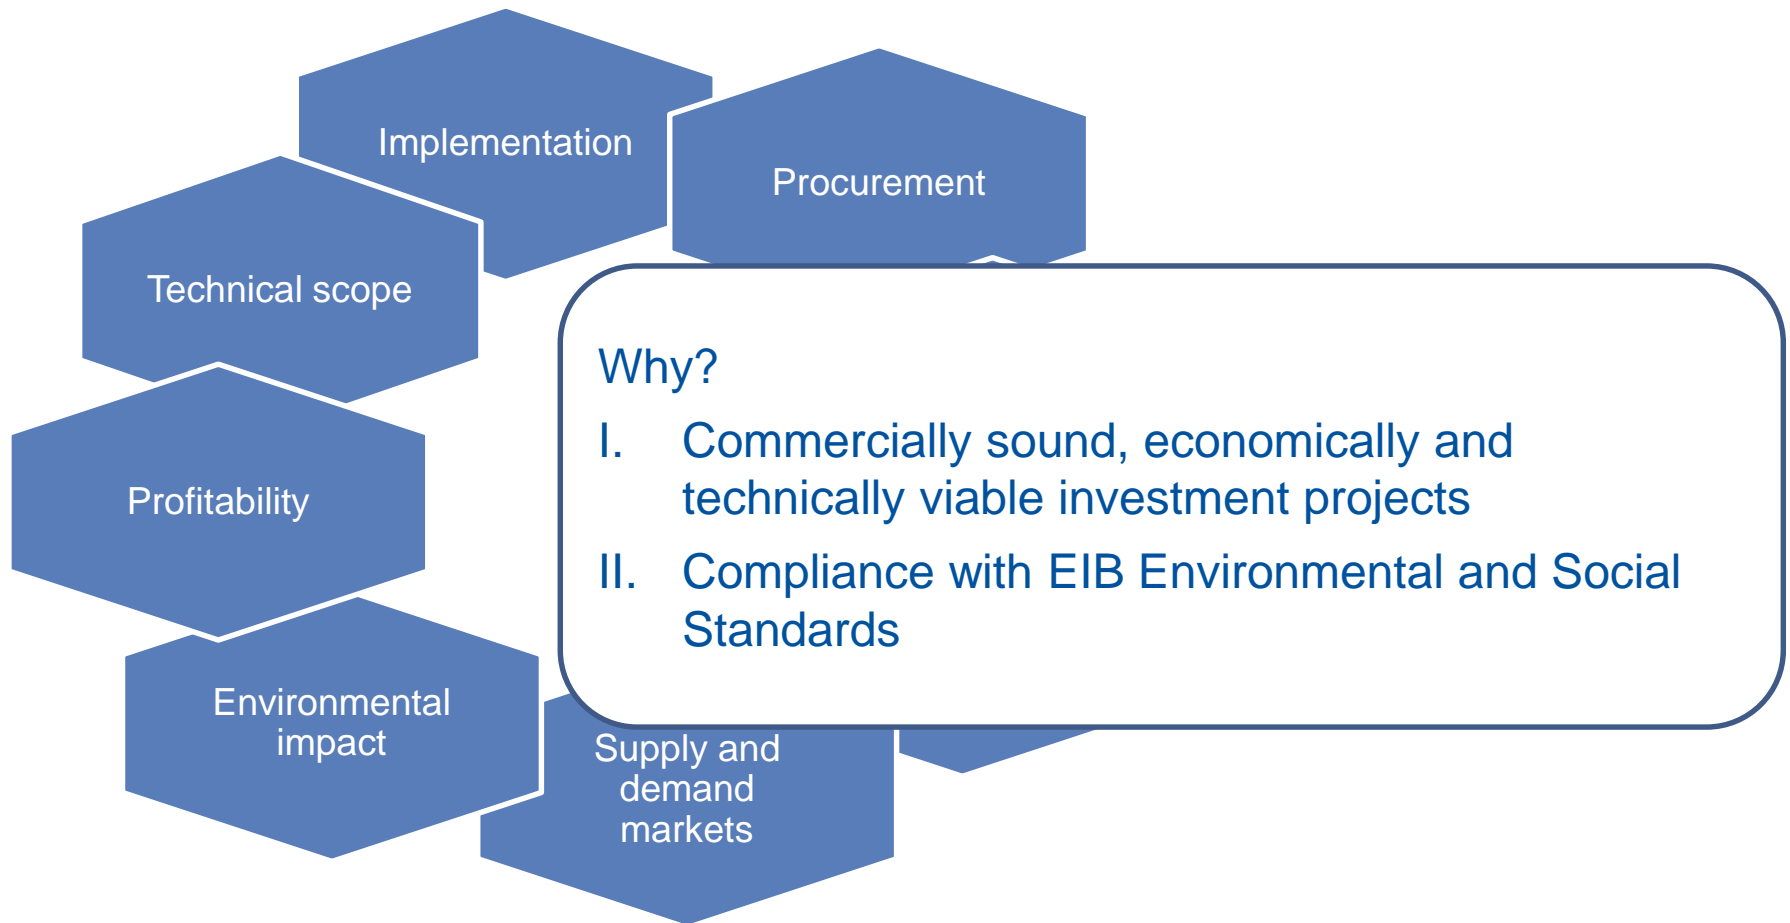 Implementation
Procurement
Technical scope
Profitability
Environmental
impact
Supply and
demand
markets
Why?
I. Commercially sound, economically and
technically viable investment projects
II. Compliance with EIB Environmental and Social
Standards